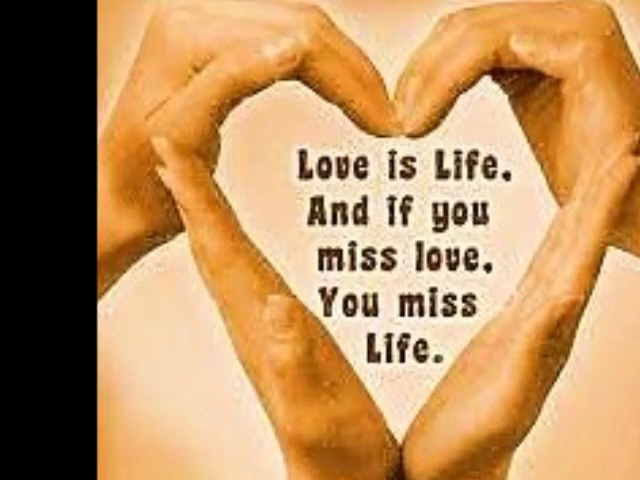 Love is Life.
And if you
miss love.
You miss
Life.